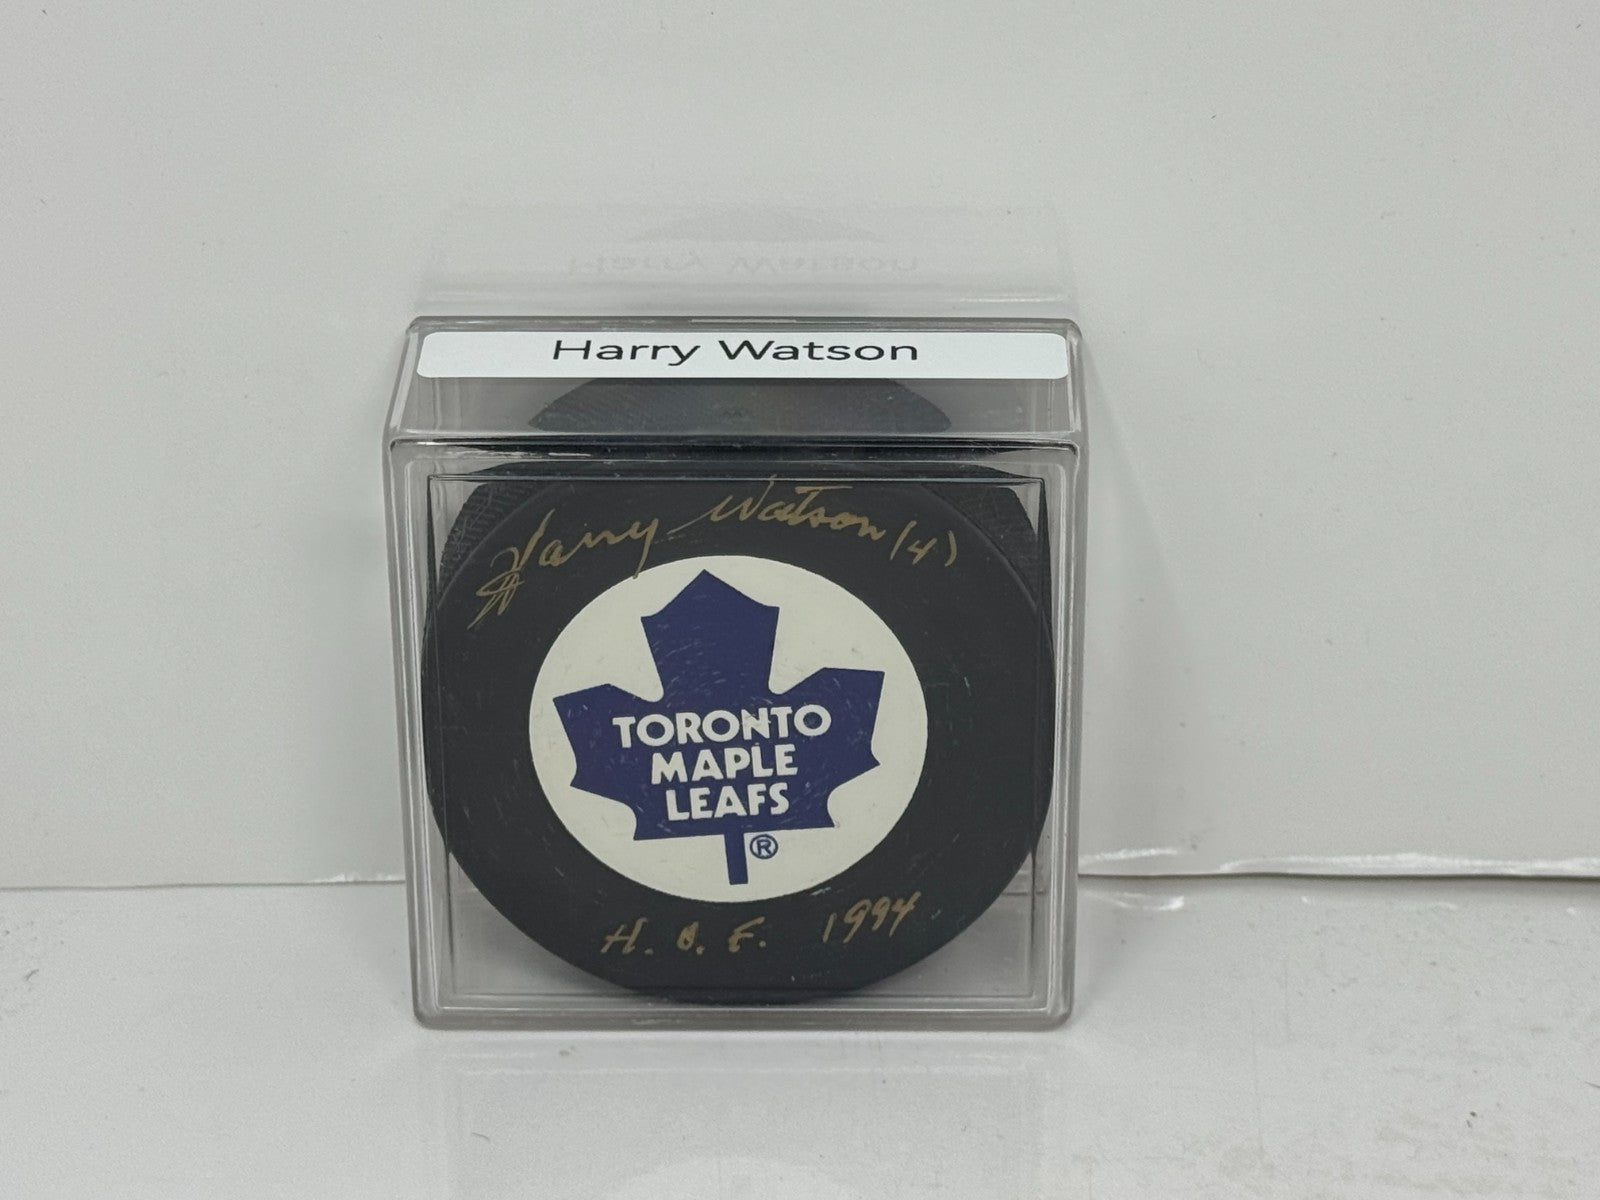 Harry Watson
Harry Watson (4)
TORONTO
MAPLE
LEAFS
®
H. O. F. 1994